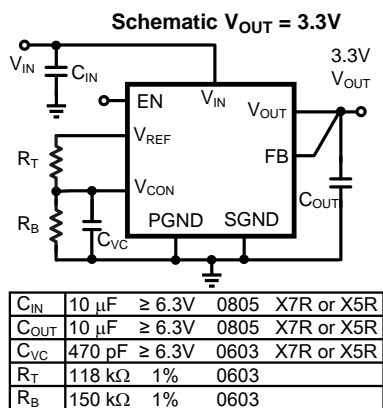 Schematic V_OUT = 3.3V
V_IN
C_IN
3.3V
V_OUT
EN
V_IN
V_OUT
V_REF
R_T
FB
V_CON
C_OUT
R_B
C_VC
PGND SGND
C_IN 10 μF ≥ 6.3V 0805 X7R or X5R
C_OUT 10 μF ≥ 6.3V 0805 X7R or X5R
C_VC 470 pF ≥ 6.3V 0603 X7R or X5R
R_T 118 kΩ 1% 0603
R_B 150 kΩ 1% 0603